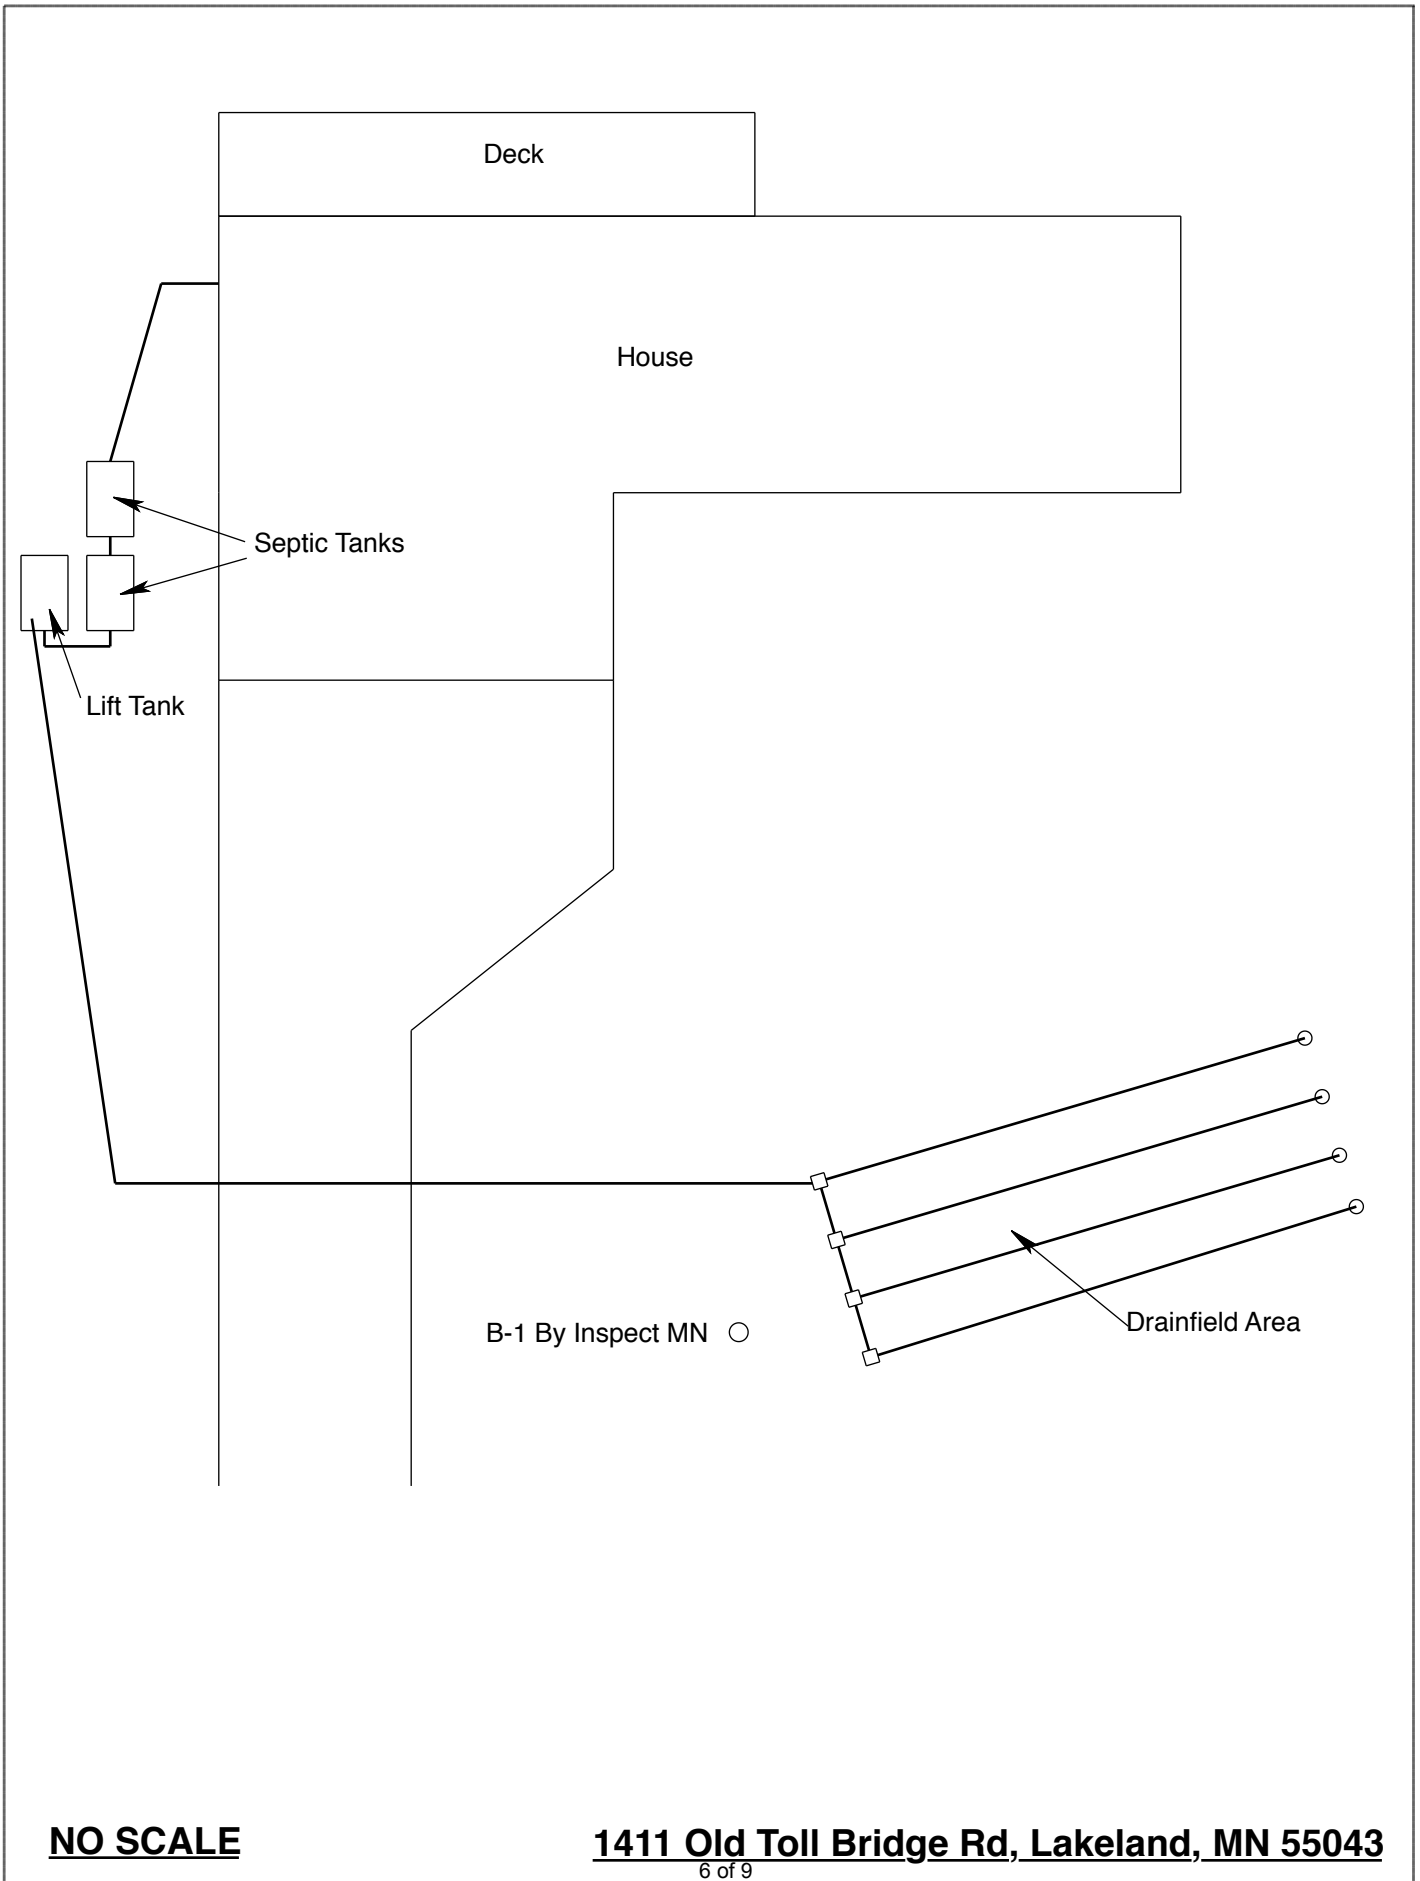 Deck
House
Septic Tanks
Lift Tank
B-1 By Inspect MN
Drainfield Area
NO SCALE
1411 Old Toll Bridge Rd, Lakeland, MN 55043
6 of 9